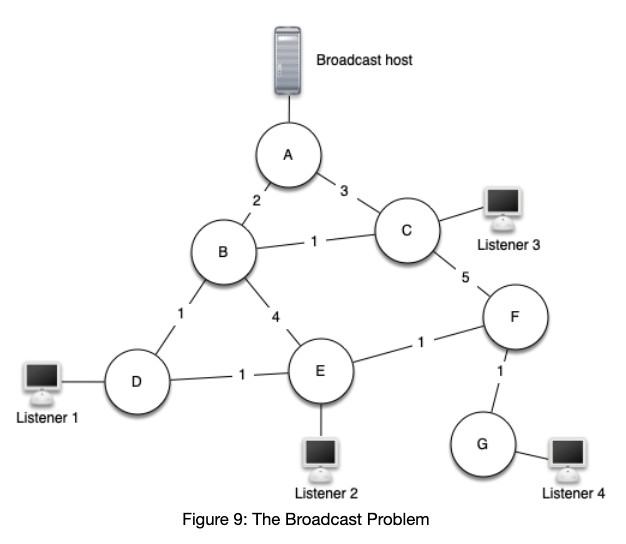 Broadcast host
A
2
3
B
1
C
Listener 3
5
1
4
F
D
1
E
1
1
Listener 1
G
Listener 2
Listener 4
Figure 9: The Broadcast Problem